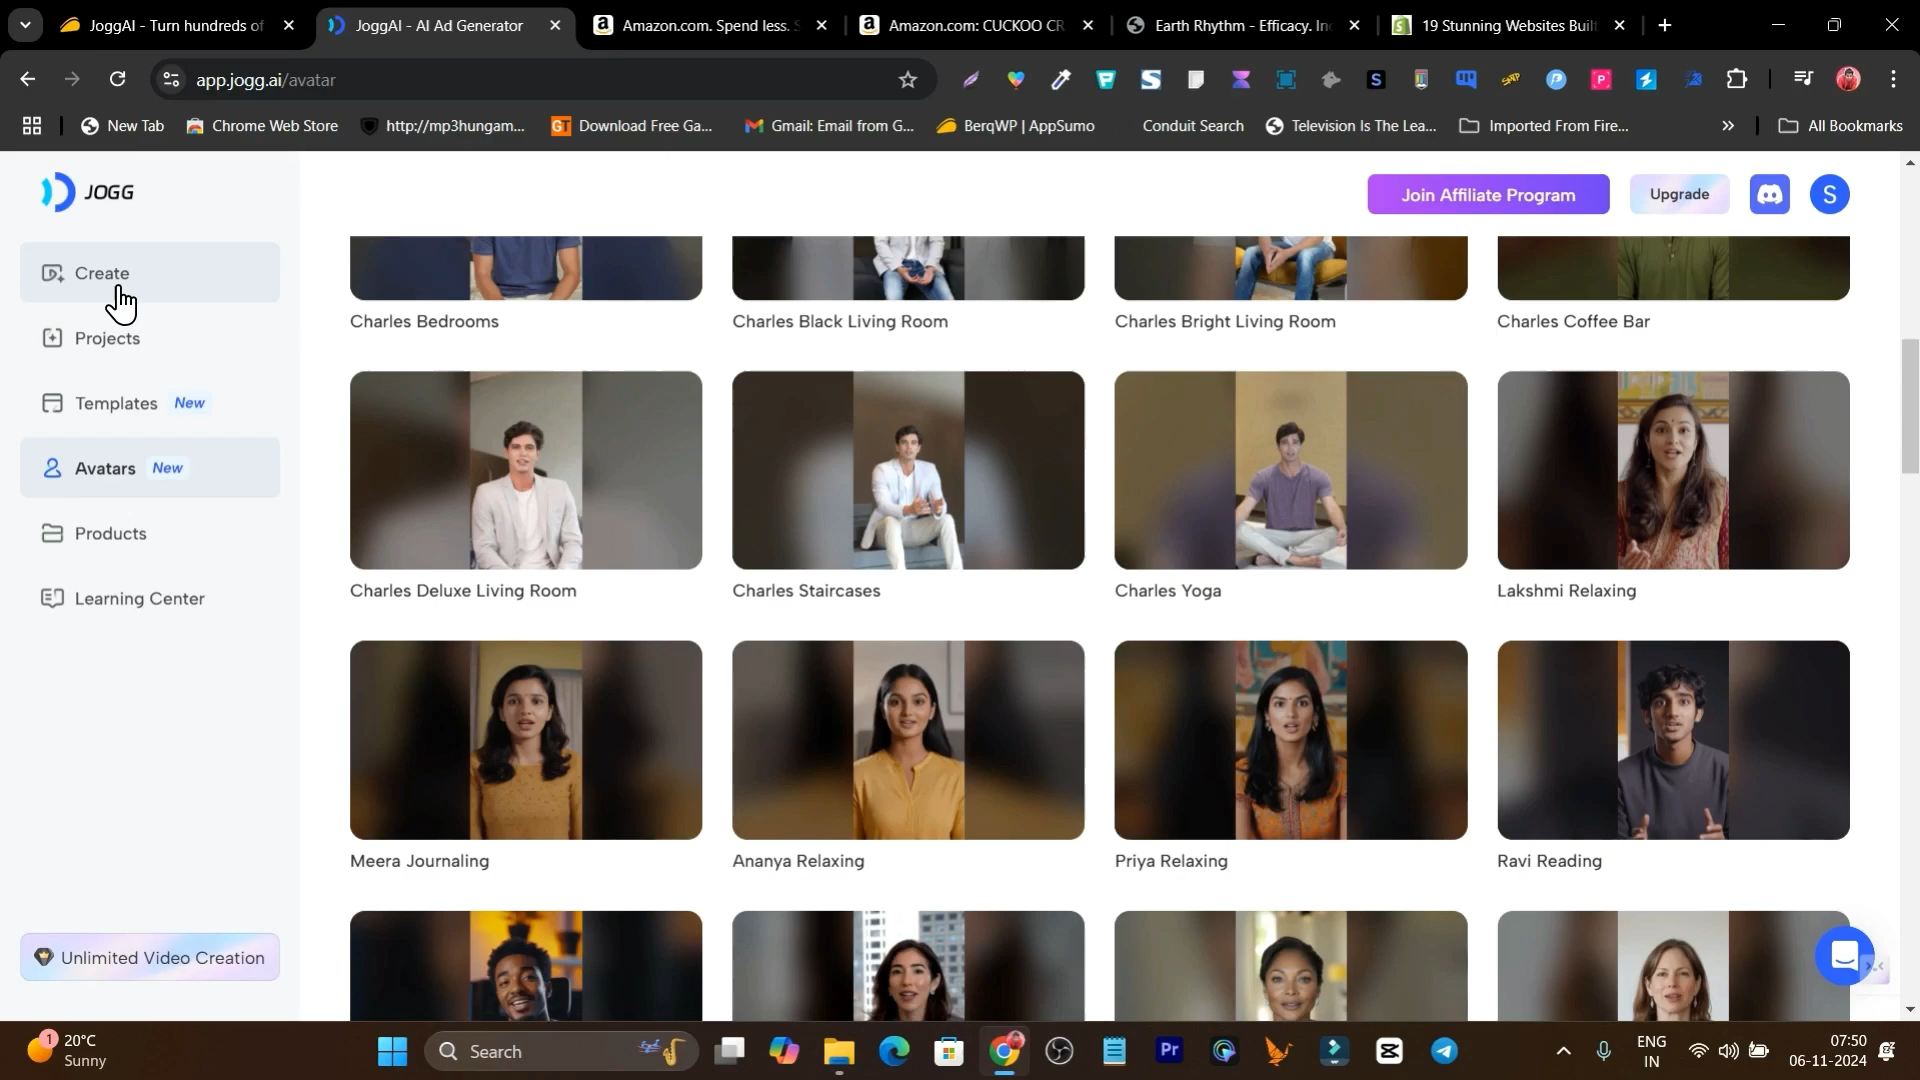 JoggAI - Turn hundreds of
JoggAI - AI Ad Generator
Amazon.com. Spend less. S
Amazon.com: CUCKOO CR
Earth Rhythm - Efficacy. In
19 Stunning Websites Buil
app.jogg.ai/avatar
New Tab
Chrome Web Store
http://mp3hungam...
Download Free Ga...
Gmail: Email from G...
BerqWP | AppSumo
Conduit Search
Television Is The Lea...
Imported From Fire...
All Bookmarks
JOGG
Join Affiliate Program
Upgrade
S
Create
Projects
Templates New
Avatars New
Products
Learning Center
Unlimited Video Creation
Charles Bedrooms
Charles Black Living Room
Charles Bright Living Room
Charles Coffee Bar
Charles Deluxe Living Room
Charles Staircases
Charles Yoga
Lakshmi Relaxing
Meera Journaling
Ananya Relaxing
Priya Relaxing
Ravi Reading
1
20°C
Sunny
Search
Pr
ENG
IN
07:50
06-11-2024